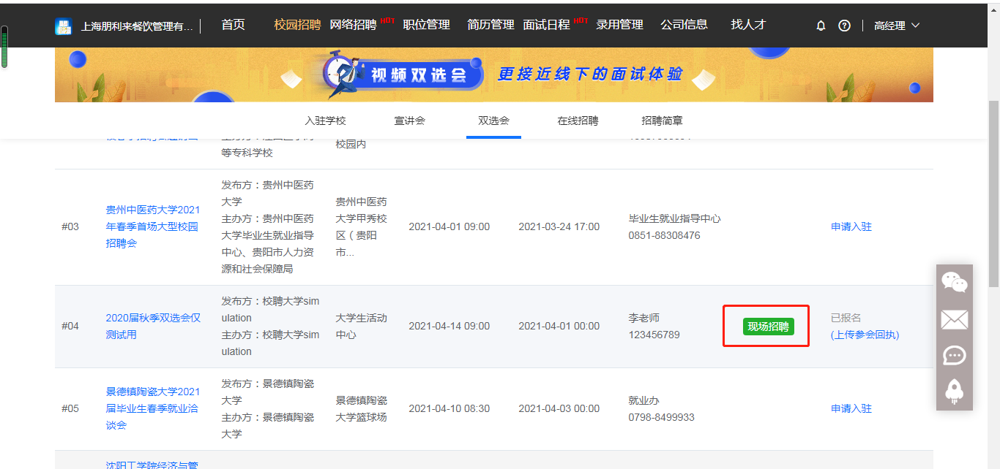 上海朋利来餐饮管理有...
首页
校园招聘
网络招聘 HOT
职位管理
简历管理
面试日程 HOT
录用管理
公司信息
找人才
高经理
视频双选会
更接近线下的面试体验
入驻学校
宣讲会
双选会
在线招聘
招聘简章
等专科学校
校园内
#03
贵州中医药大学2021
年春季首场大型校园
招聘会
发布方：贵州中医药
大学
主办方：贵州中医药
大学毕业生就业指导
中心、贵阳市人力资
源和社会保障局
贵州中医药
大学甲秀校
区（贵阳
市...
2021-04-01 09:00
2021-03-24 17:00
毕业生就业指导中心
0851-88308476
申请入驻
#04
2020届秋季双选会仅
测试用
发布方：校聘大学sim
ulation
主办方：校聘大学sim
ulation
大学生活动
中心
2021-04-14 09:00
2021-04-01 00:00
李老师
123456789
现场招聘
已报名
(上传参会回执)
#05
景德镇陶瓷大学2021
届毕业生春季就业洽
谈会
发布方：景德镇陶瓷
大学
主办方：景德镇陶瓷
大学
景德镇陶瓷
大学篮球场
2021-04-10 08:30
2021-04-03 00:00
就业办
0798-8499933
申请入驻
沈阳工学院经济与管